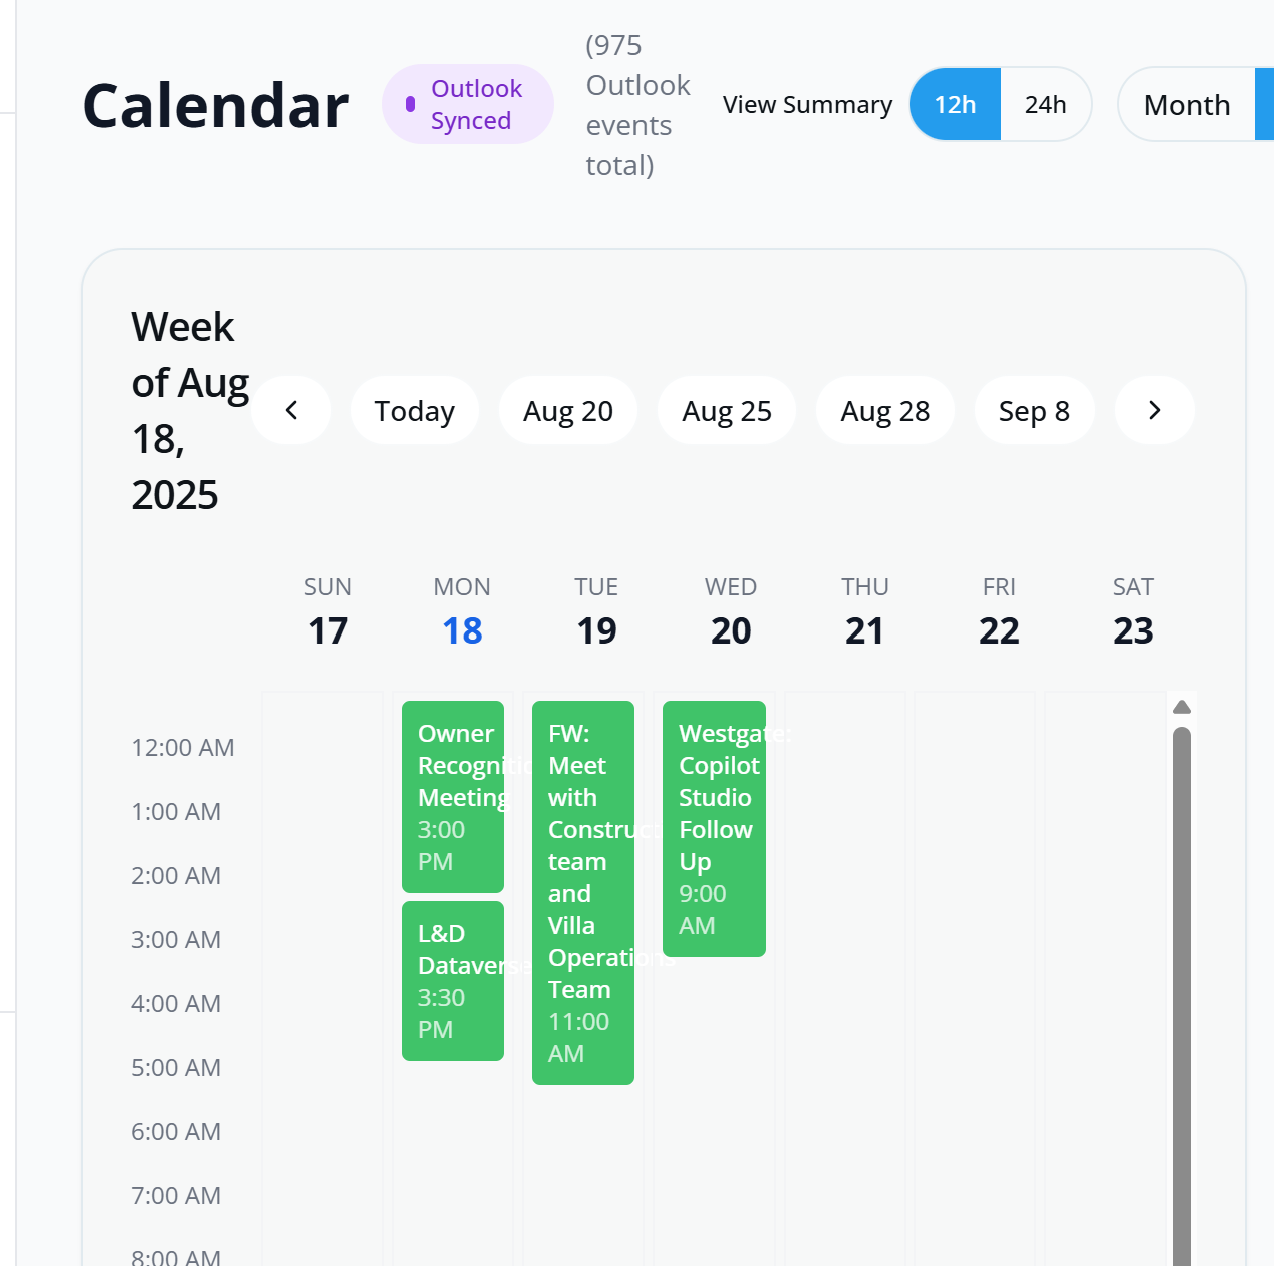 Calendar
Outlook
Synced
(975
Outlook
events
total)
View Summary
12h
24h
Month
Week
of Aug
18,
2025
Today
Aug 20
Aug 25
Aug 28
Sep 8
SUN
17
MON
18
TUE
19
WED
20
THU
21
FRI
22
SAT
23
12:00 AM
1:00 AM
2:00 AM
3:00 AM
4:00 AM
5:00 AM
6:00 AM
7:00 AM
8:00 AM
Owner
Recognitio
Meeting
3:00
PM
L&D
Dataverse
3:30
PM
FW:
Meet
with
Construct
team
and
Villa
Operations
Team
11:00
AM
Westgate:
Copilot
Studio
Follow
Up
9:00
AM